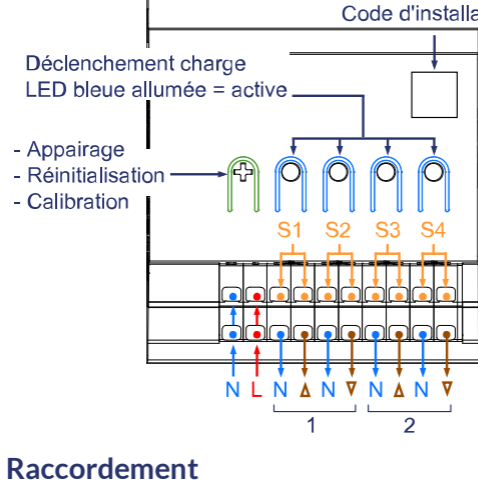 Code d'installa
Déclenchement charge
LED bleue allumée = active
- Appairage
- Réinitialisation
- Calibration
S1 S2 S3 S4
N L N N N N
1 2
Raccordement